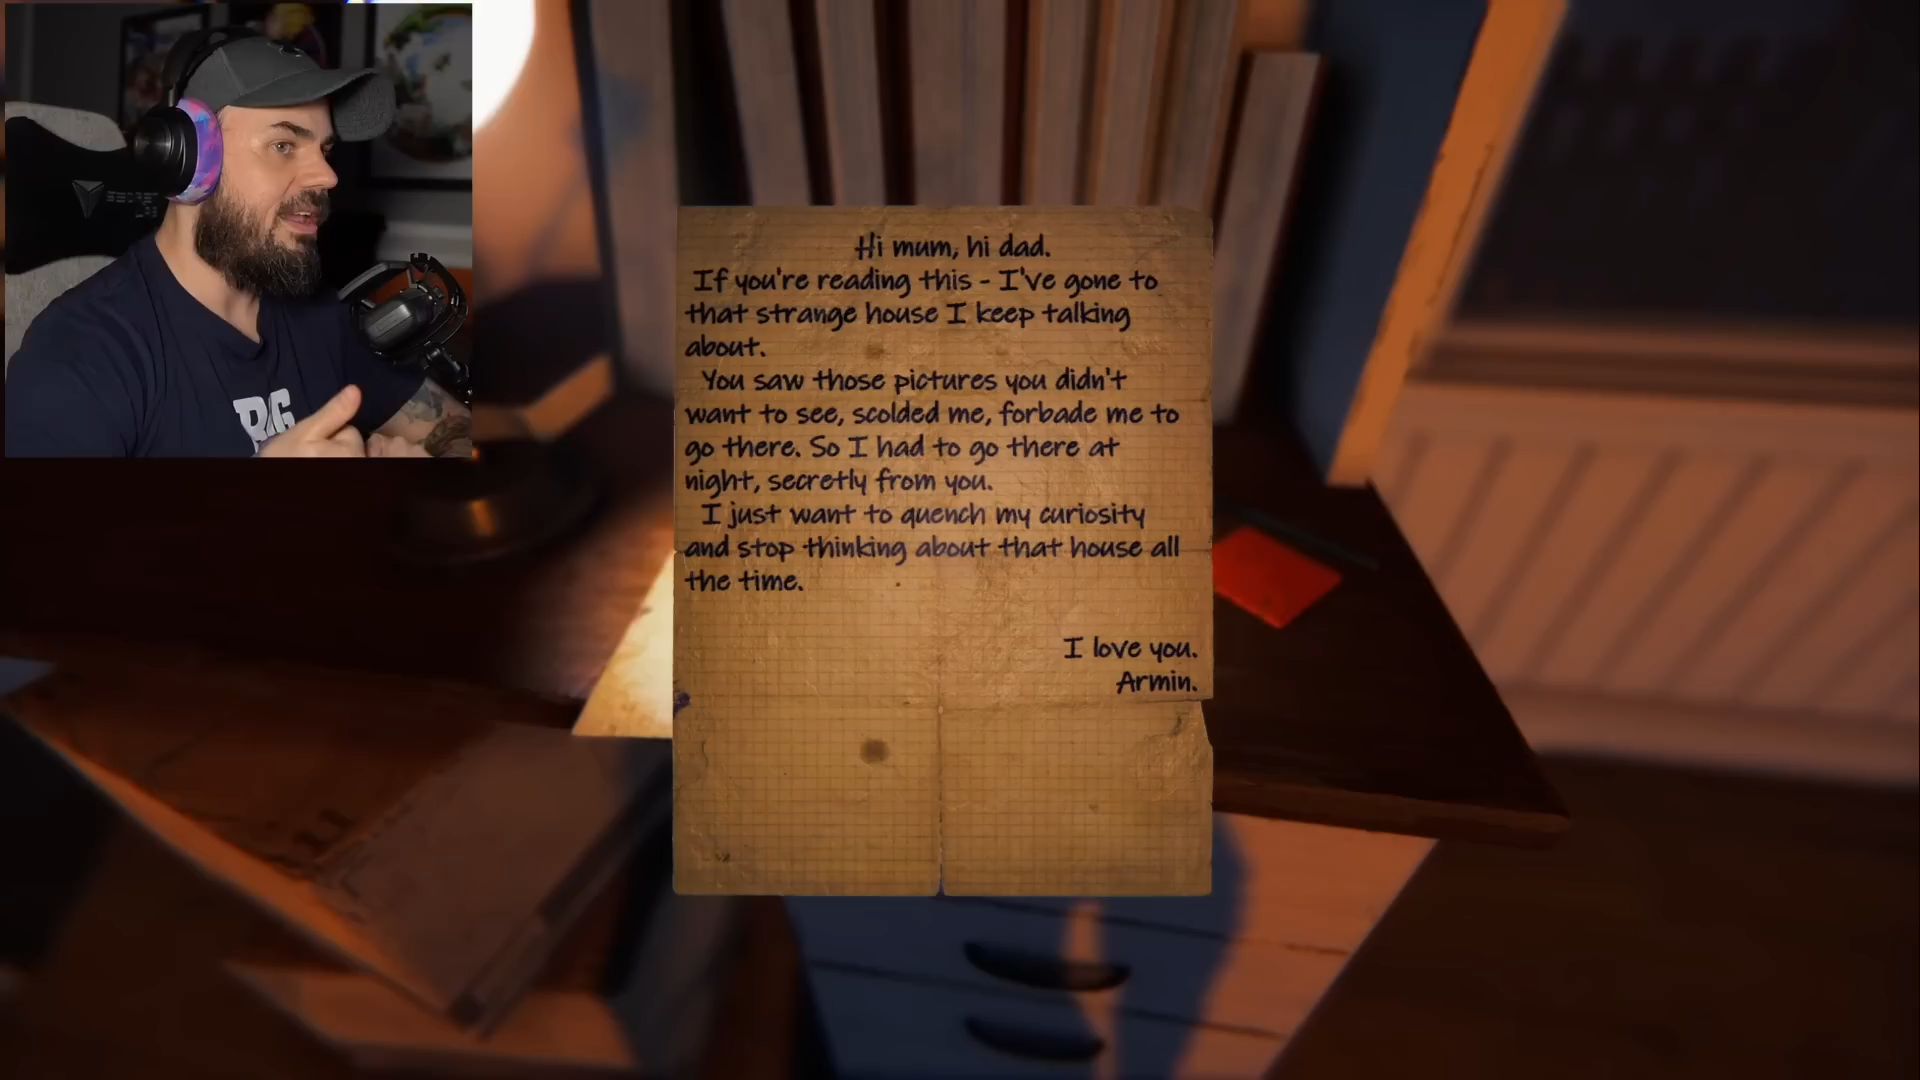 Hi mum, hi dad.
If you're reading this - I've gone to
that strange house I keep talking
about.
You saw those pictures you didn't
want to see, scolded me, forbade me to
go there. So I had to go there at
night, secretly from you.
I just want to quench my curiosity
and stop thinking about that house all
the time.
I love you.
Armin.